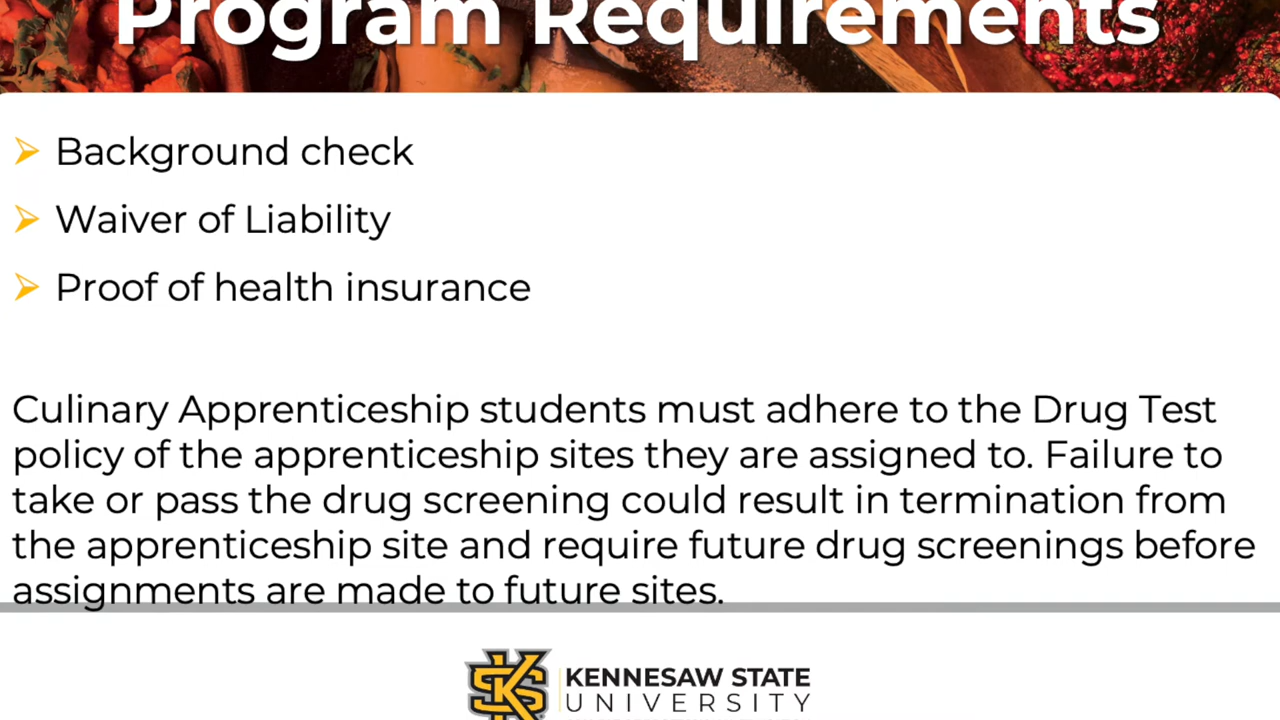 Program Requirements
Background check
Waiver of Liability
Proof of health insurance
Culinary Apprenticeship students must adhere to the Drug Test
policy of the apprenticeship sites they are assigned to. Failure to
take or pass the drug screening could result in termination from
the apprenticeship site and require future drug screenings before
assignments are made to future sites.
KS
KENNESAW STATE
UNIVERSITY